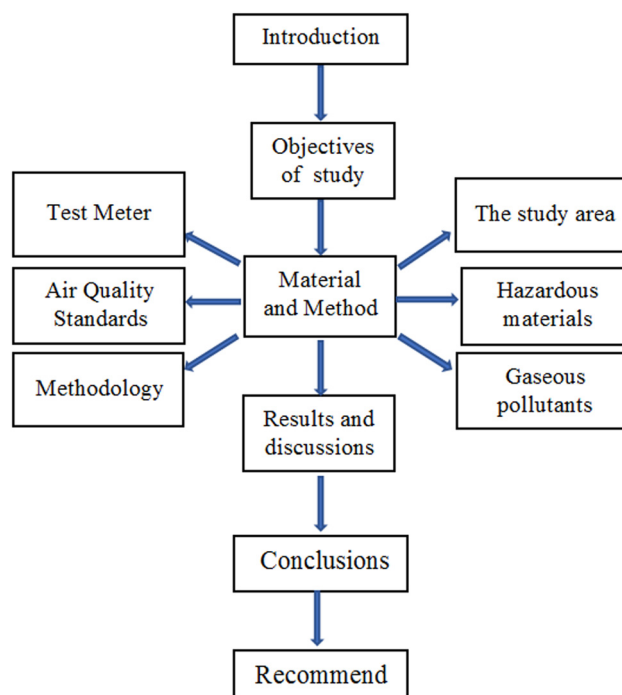 Introduction
Objectives
of study
Test Meter
The study area
Material
and Method
Air Quality
Standards
Hazardous
materials
Methodology
Gaseous
pollutants
Results and
discussions
Conclusions
Recommend